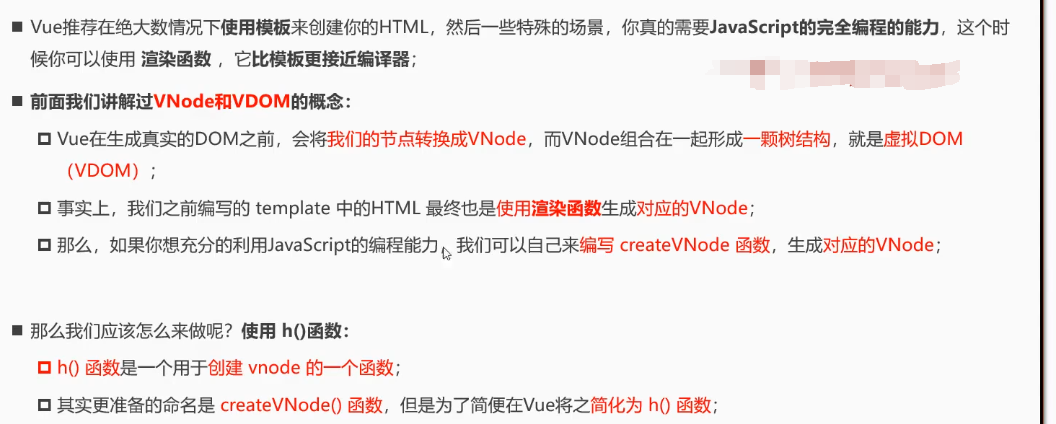 Vue推荐在绝大数情况下使用模板来创建你的HTML，然后一些特殊的场景，你真的需要JavaScript的完全编程的能力，这个时
候你可以使用 渲染函数 ，它比模板更接近编译器；
前面我们讲解过VNode和VDOM的概念：
Vue在生成真实的DOM之前，会将我们的节点转换成VNode，而VNode组合在一起形成一颗树结构，就是虚拟DOM
（VDOM）；
事实上，我们之前编写的 template 中的HTML 最终也是使用渲染函数生成对应的VNode；
那么，如果你想充分的利用JavaScript的编程能力，我们可以自己来编写 createVNode 函数，生成对应的VNode；
那么我们应该怎么来做呢？使用 h()函数：
h() 函数是一个用于创建 vnode 的一个函数；
其实更准备的命名是 createVNode() 函数，但是为了简便在Vue将之简化为 h() 函数；